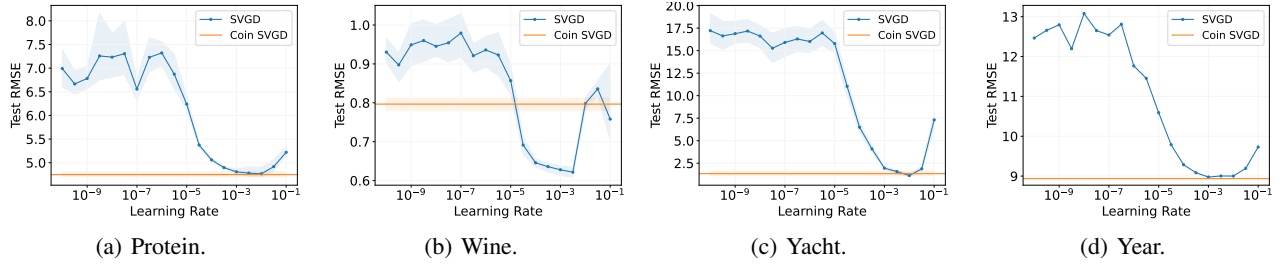 SVGD
Coin SVGD
Test RMSE
7.5
7.0
6.5
6.0
5.5
5.0
10⁻⁹
10⁻⁷
10⁻⁵
10⁻³
10⁻¹
Learning Rate
(a) Protein.
SVGD
Coin SVGD
Test RMSE
1.0
0.9
0.8
0.7
0.6
10⁻⁹
10⁻⁷
10⁻⁵
10⁻³
10⁻¹
Learning Rate
(b) Wine.
SVGD
Coin SVGD
Test RMSE
20.0
17.5
15.0
12.5
10.0
7.5
5.0
2.5
10⁻⁹
10⁻⁷
10⁻⁵
10⁻³
10⁻¹
Learning Rate
(c) Yacht.
SVGD
Coin SVGD
Test RMSE
13
12
11
10
9
10⁻⁹
10⁻⁷
10⁻⁵
10⁻³
10⁻¹
Learning Rate
(d) Year.